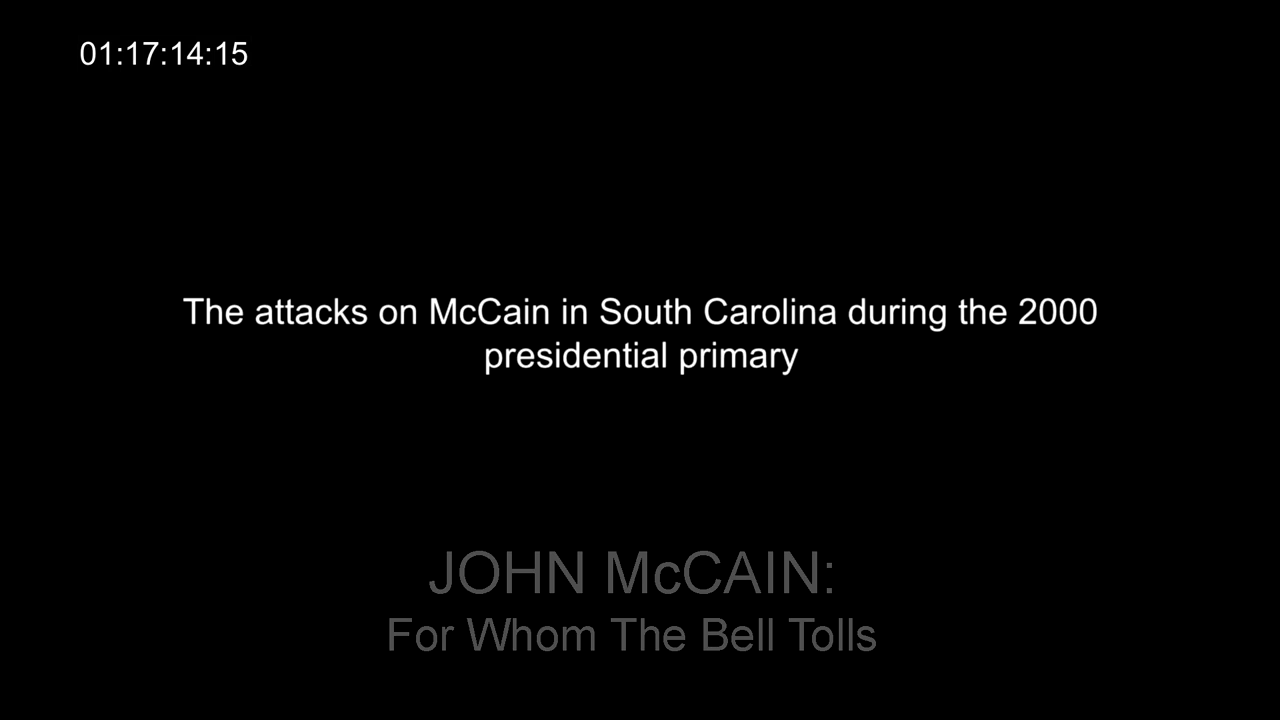 01:17:14:15
The attacks on McCain in South Carolina during the 2000
presidential primary
JOHN McCAIN:
For Whom The Bell Tolls